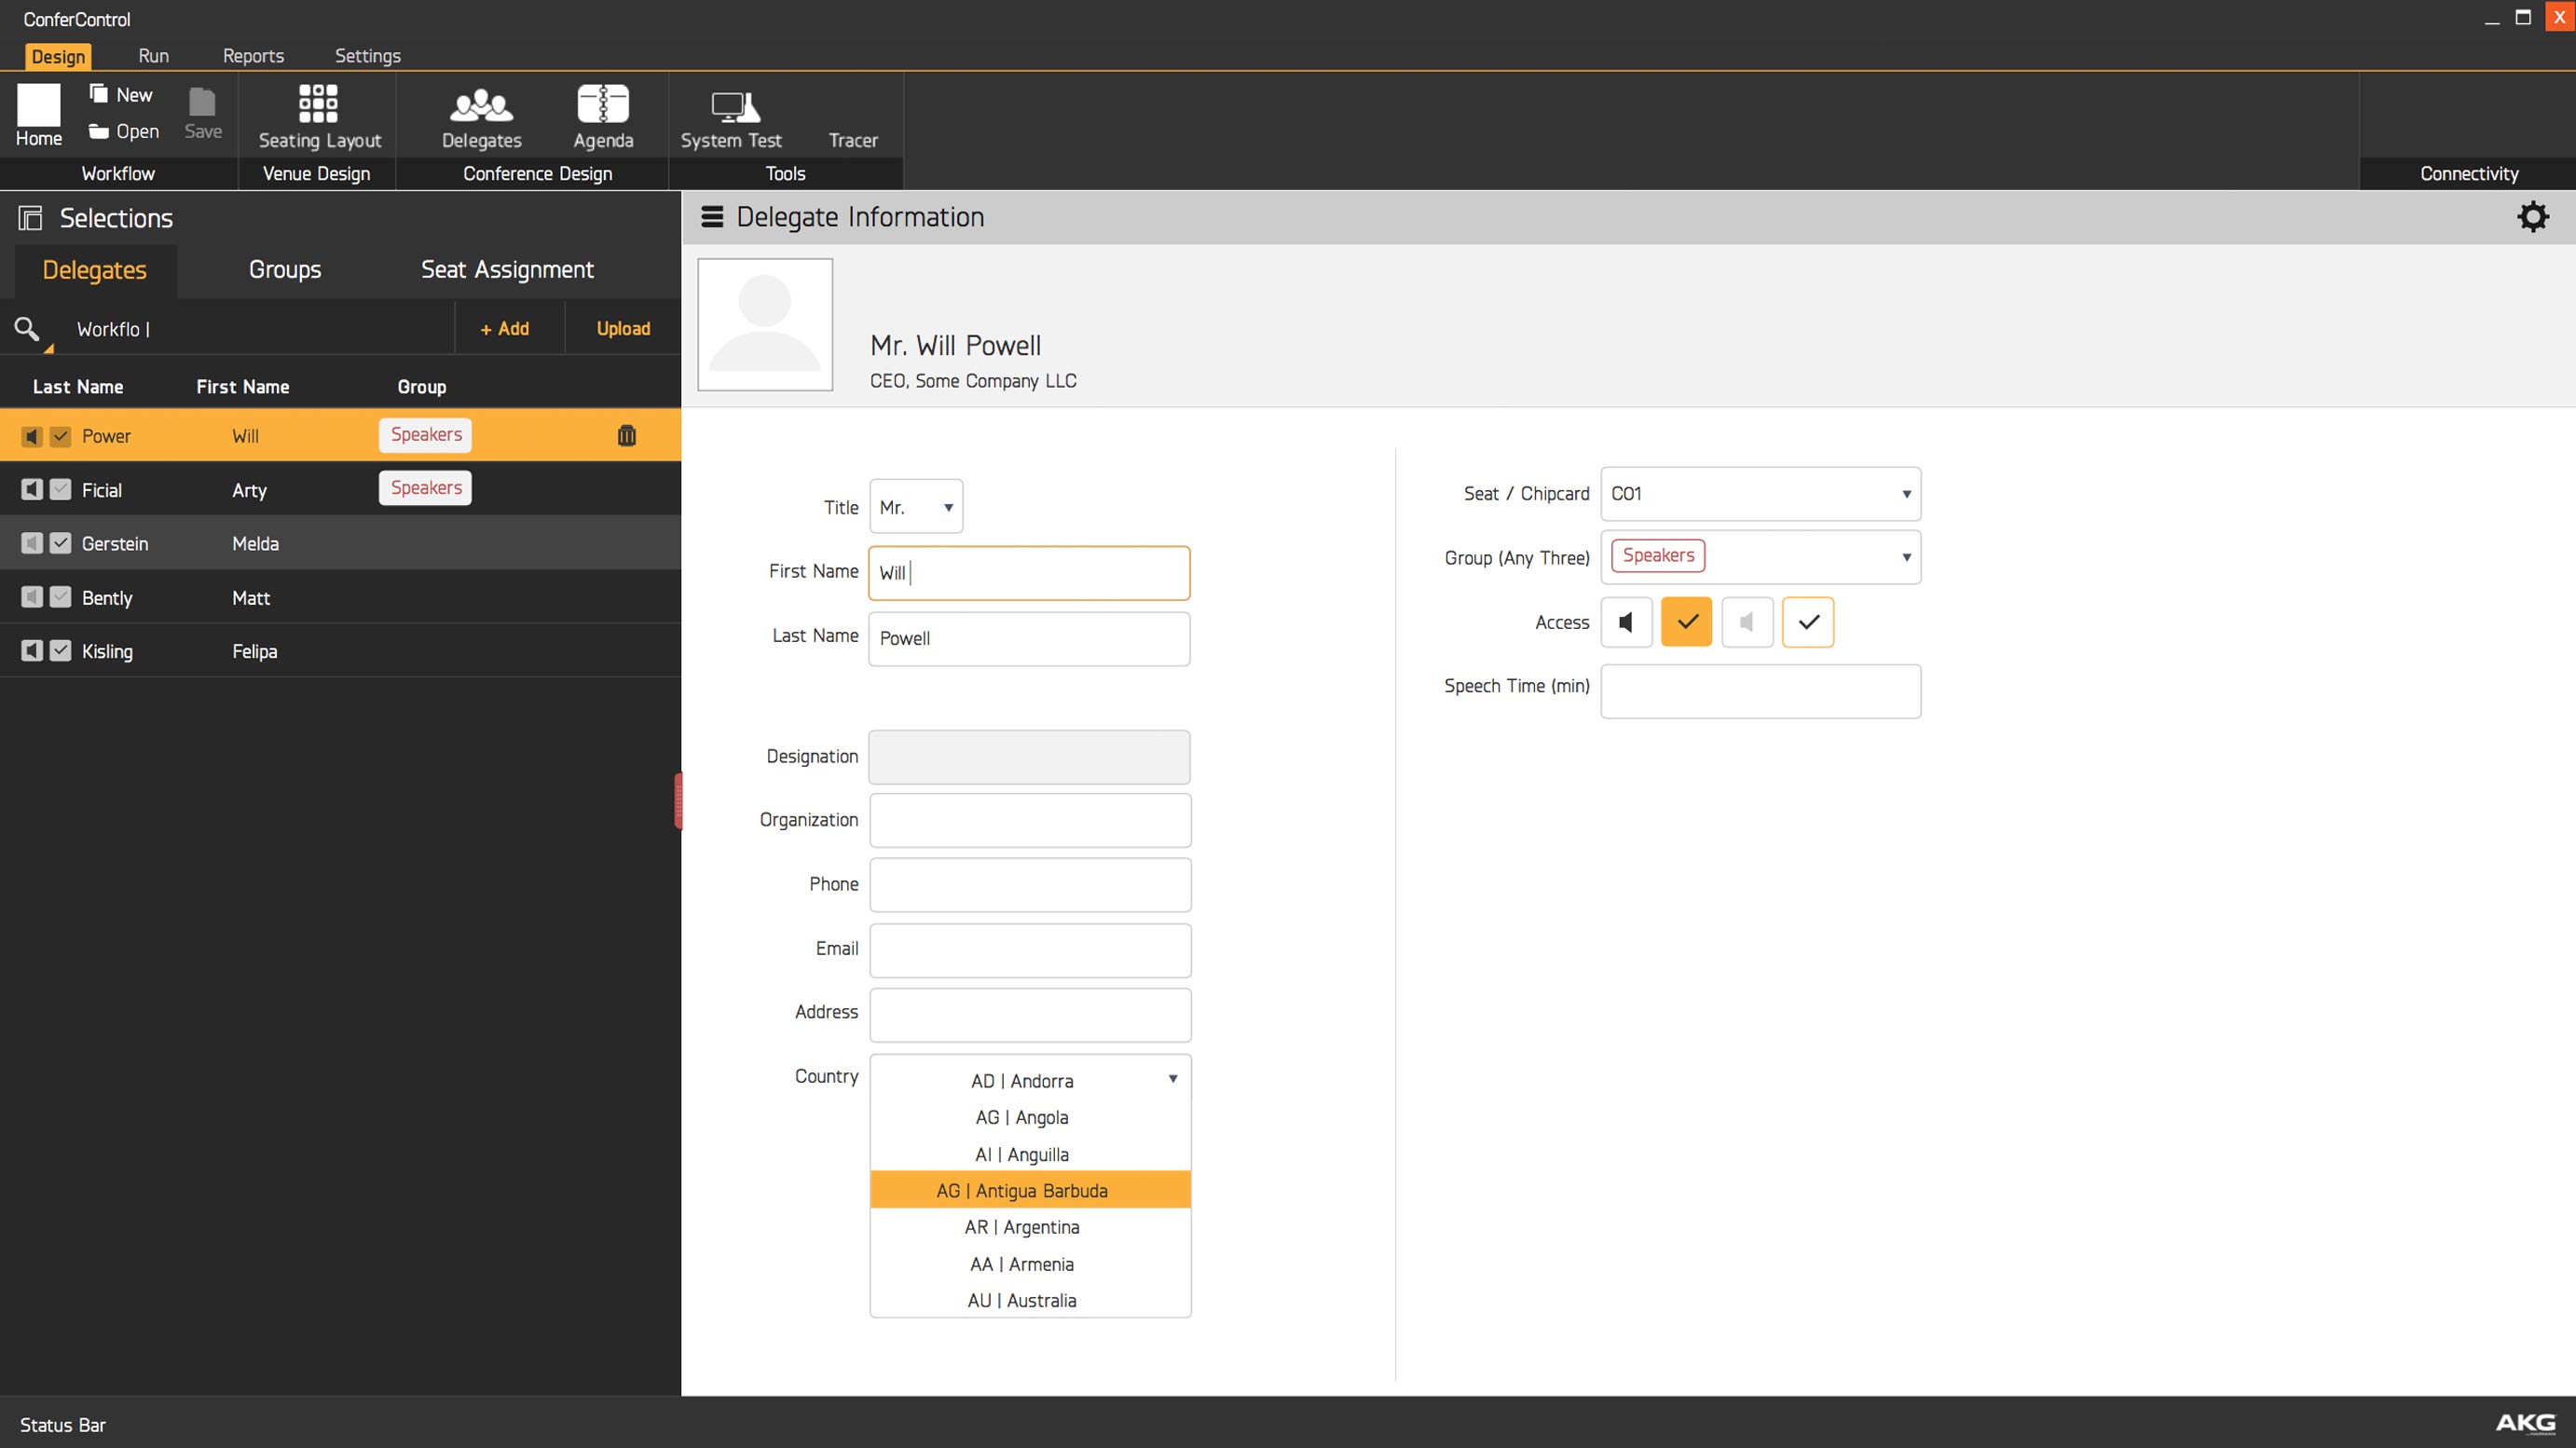 ConferControl
X
Design Run Reports Settings
Home New Open Save Seating Layout Delegates Agenda System Test Tracer
Workflow Venue Design Conference Design Tools Connectivity
Selections
Delegates Groups Seat Assignment
Workflo | + Add Upload
Last Name First Name Group
Power Will Speakers
Ficial Arty Speakers
Gerstein Melda
Bently Matt
Kisling Felipa
Delegate Information
Mr. Will Powell
CEO, Some Company LLC
Title Mr.
First Name Will
Last Name Powell
Designation
Organization
Phone
Email
Address
Country AD | Andorra
AG | Angola
AI | Anguilla
AG | Antigua Barbuda
AR | Argentina
AA | Armenia
AU | Australia
Seat / Chipcard CO1
Group (Any Three) Speakers
Access
Speech Time (min)
Status Bar
AKG